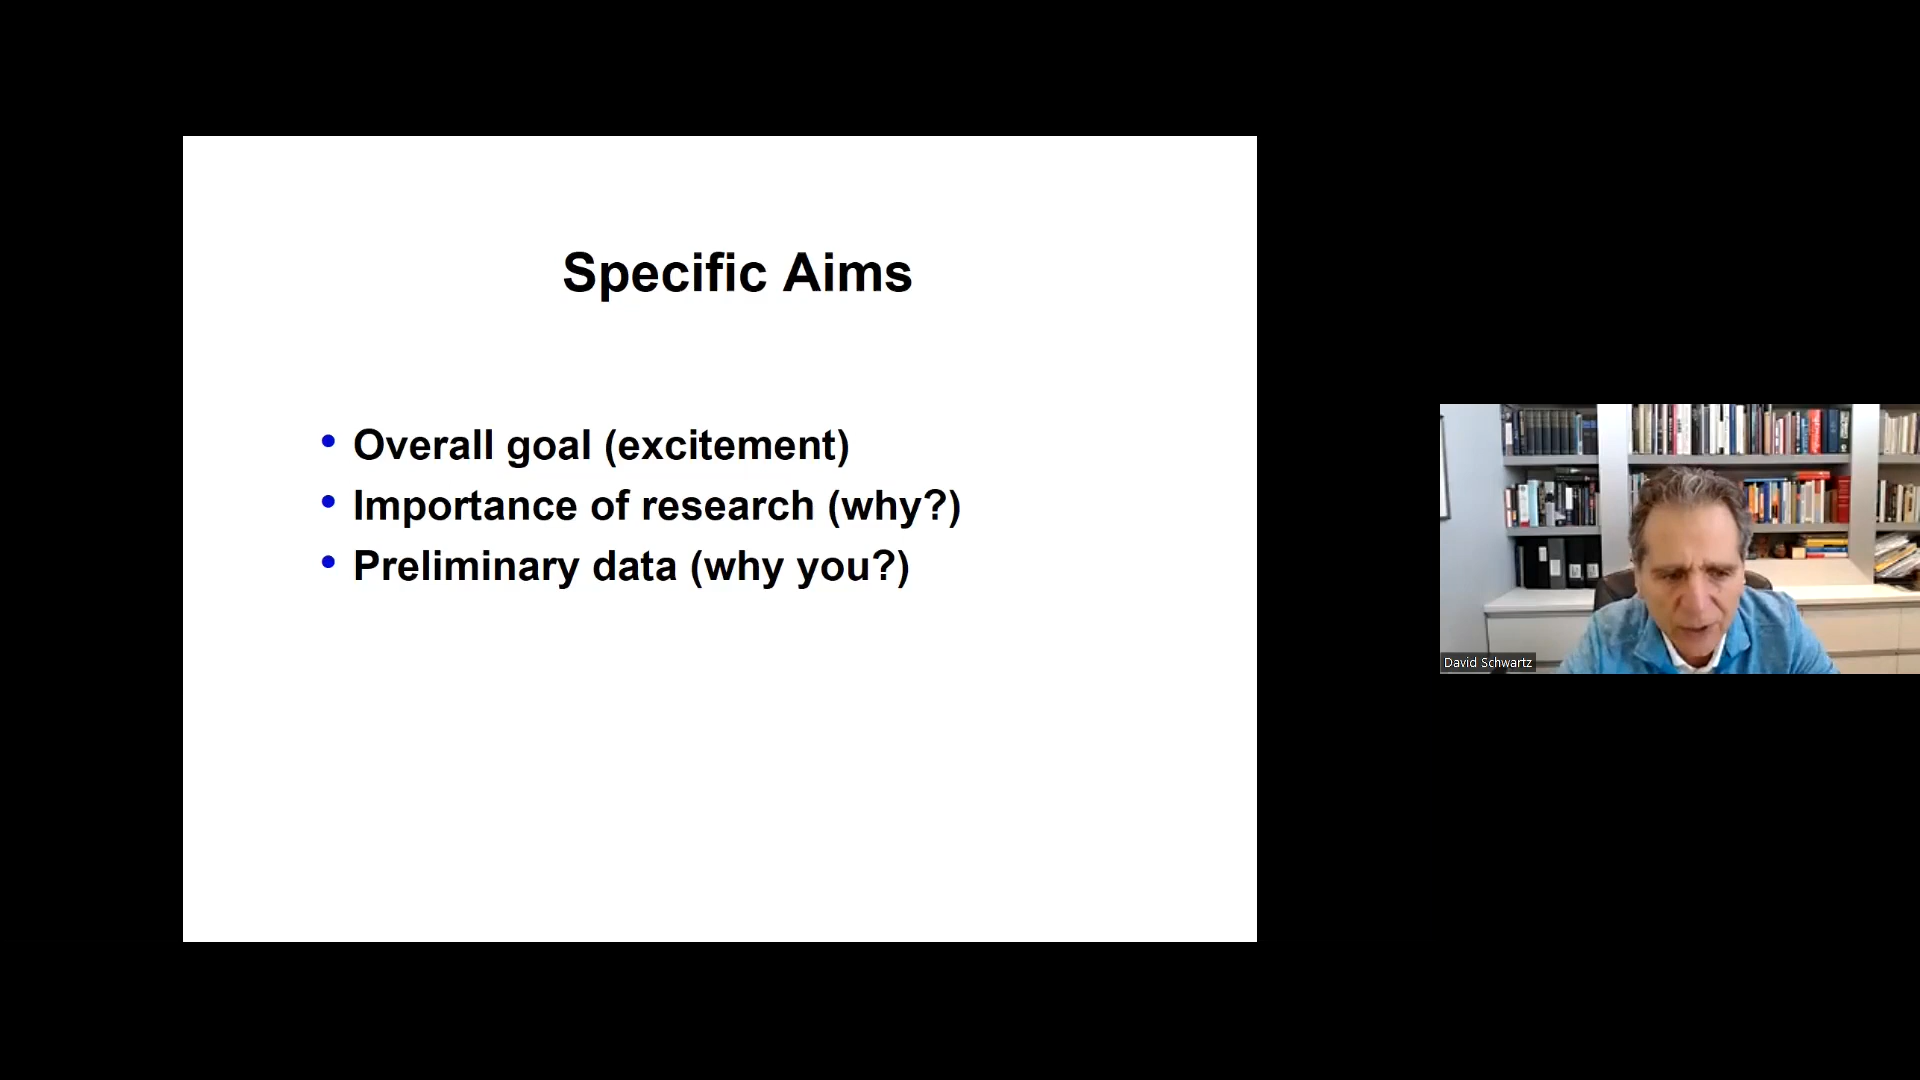 Specific Aims
• Overall goal (excitement)
• Importance of research (why?)
• Preliminary data (why you?)
David Schwartz